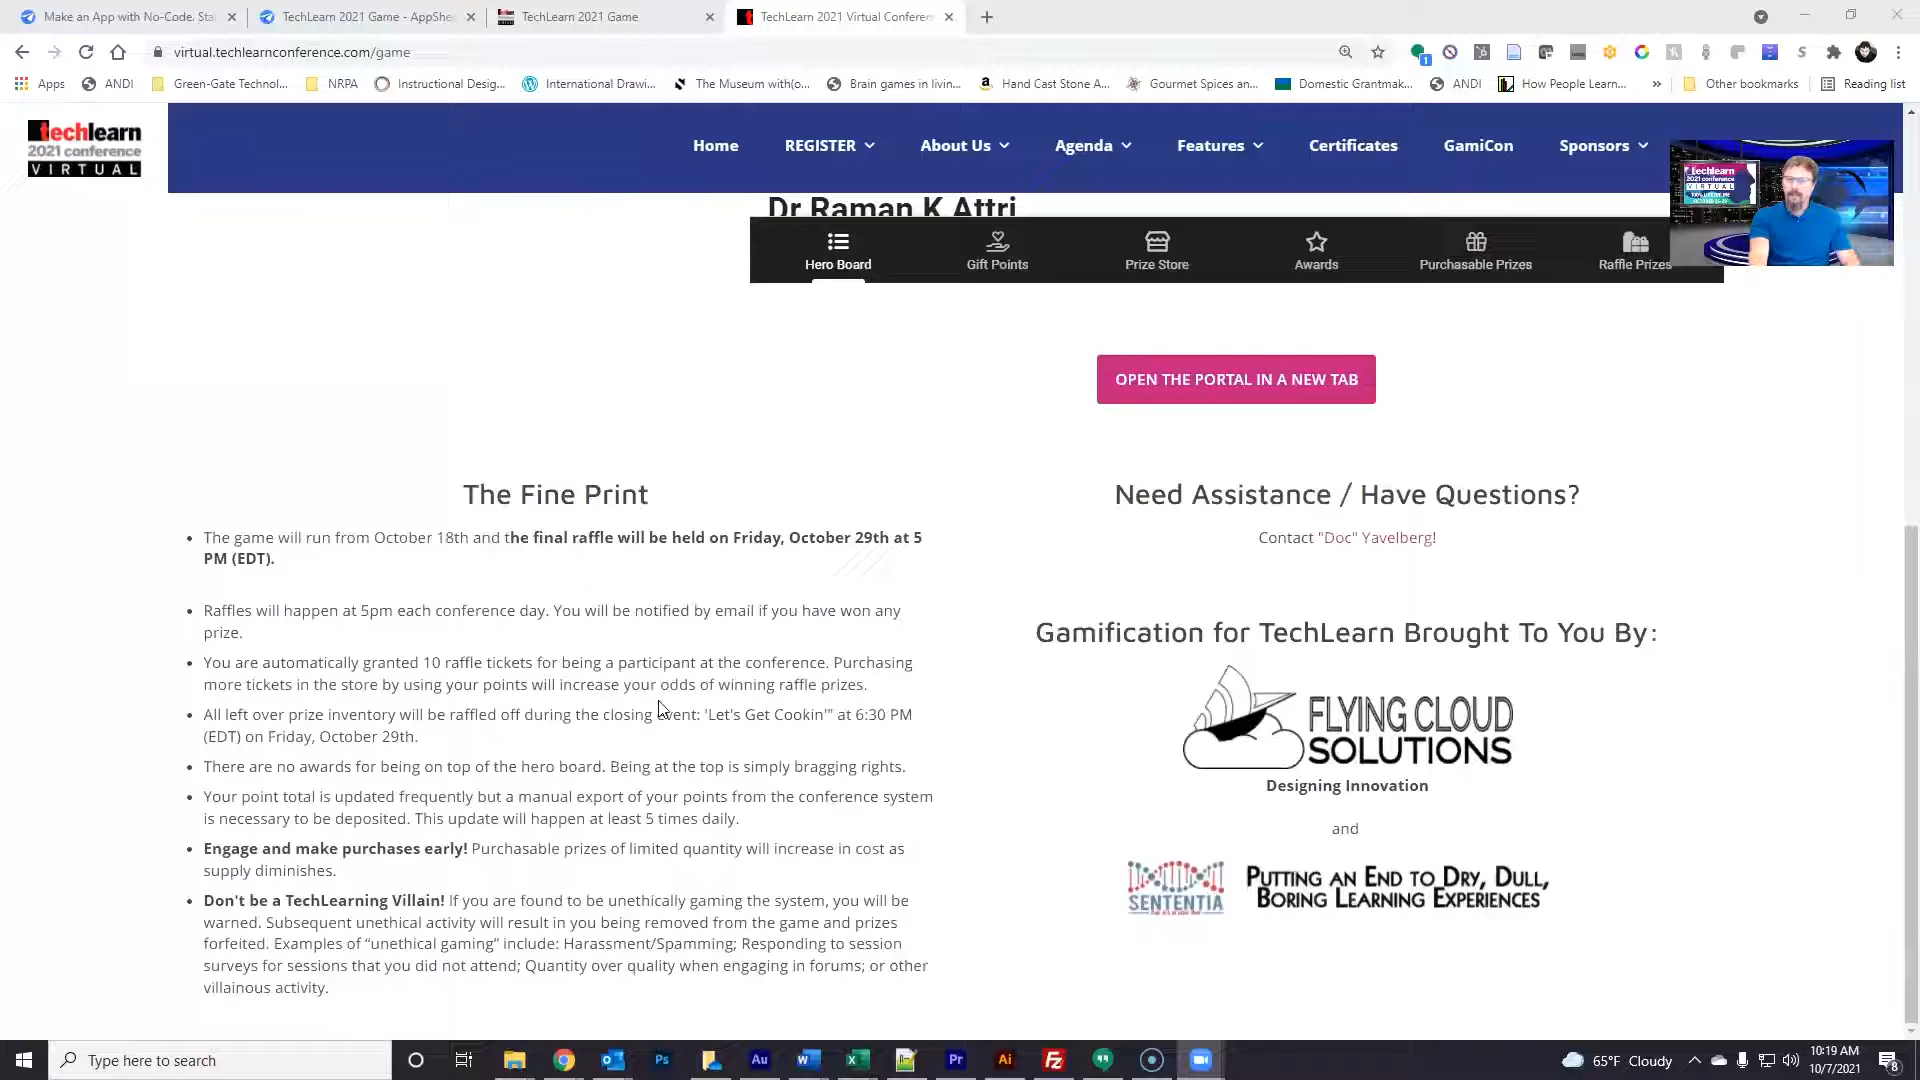 Make an App with No-Code. Sta
TechLearn 2021 Game - AppShe
TechLearn 2021 Game
TechLearn 2021 Virtual Conferen
virtual.techlearnconference.com/game
Apps
ANDI
Green-Gate Technol...
NRPA
Instructional Desig...
International Drawi...
The Museum with(o...
Brain games in livin...
Hand Cast Stone A...
Gourmet Spices an...
Domestic Grantmak...
ANDI
How People Learn...
Other bookmarks
Reading list
techlearn
2021 conference
VIRTUAL
Home
REGISTER
About Us
Agenda
Features
Certificates
GamiCon
Sponsors
techlearn
2021 conference
VIRTUAL
Dr Raman K Attri
Hero Board
Gift Points
Prize Store
Awards
Purchasable Prizes
Raffle Prizes
OPEN THE PORTAL IN A NEW TAB
The Fine Print
The game will run from October 18th and the final raffle will be held on Friday, October 29th at 5
PM (EDT).
Raffles will happen at 5pm each conference day. You will be notified by email if you have won any
prize.
You are automatically granted 10 raffle tickets for being a participant at the conference. Purchasing
more tickets in the store by using your points will increase your odds of winning raffle prizes.
All left over prize inventory will be raffled off during the closing event: 'Let's Get Cookin'" at 6:30 PM
(EDT) on Friday, October 29th.
There are no awards for being on top of the hero board. Being at the top is simply bragging rights.
Your point total is updated frequently but a manual export of your points from the conference system
is necessary to be deposited. This update will happen at least 5 times daily.
Engage and make purchases early! Purchasable prizes of limited quantity will increase in cost as
supply diminishes.
Don't be a TechLearning Villain! If you are found to be unethically gaming the system, you will be
warned. Subsequent unethical activity will result in you being removed from the game and prizes
forfeited. Examples of “unethical gaming” include: Harassment/Spamming; Responding to session
surveys for sessions that you did not attend; Quantity over quality when engaging in forums; or other
villainous activity.
Need Assistance / Have Questions?
Contact "Doc" Yavelberg!
Gamification for TechLearn Brought To You By:
FLYING CLOUD
SOLUTIONS
Designing Innovation
and
SENTENTIA
PUTTING AN END TO DRY, DULL,
BORING LEARNING EXPERIENCES
Type here to search
65°F Cloudy
10:19 AM
10/7/2021
8